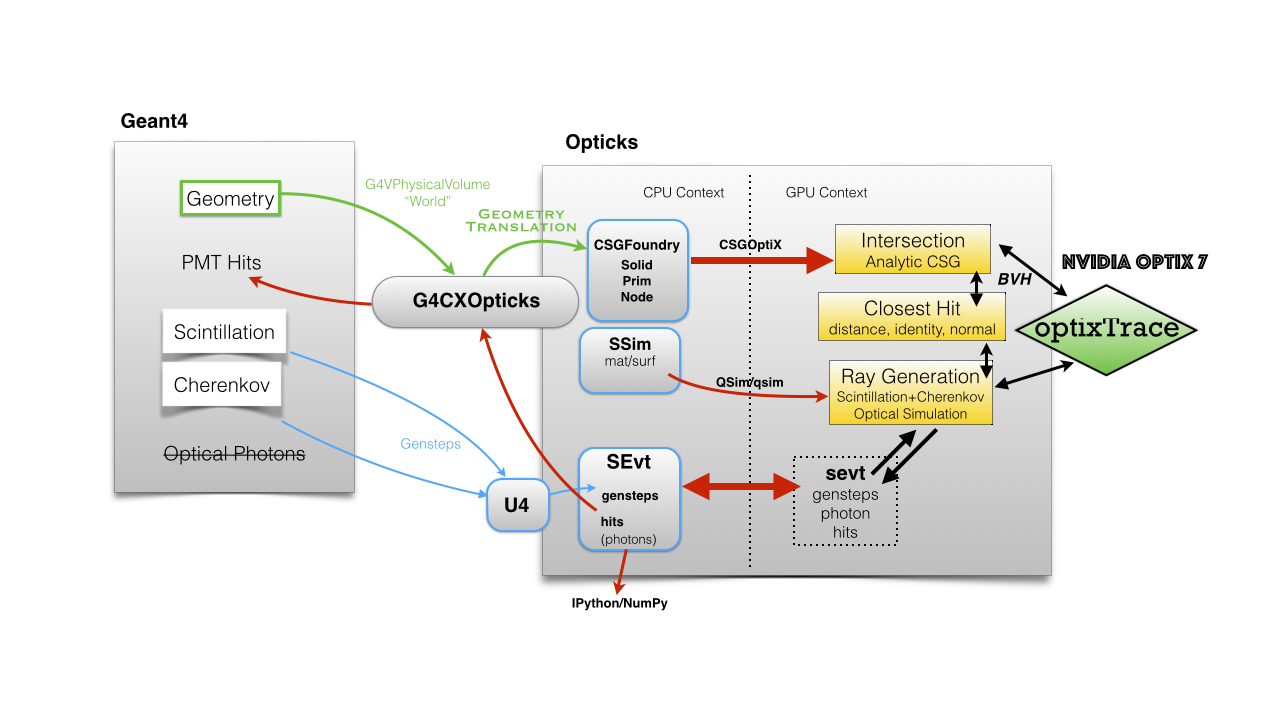 Geant4
Geometry
PMT Hits
Scintillation
Cherenkov
Optical Photons
G4VPhysicalVolume
“World”
GEOMETRY
TRANSLATION
G4CXOpticks
Gensteps
U4
Opticks
CPU Context
GPU Context
CSGFoundry
Solid
Prim
Node
SSim
mat/surf
SEvt
gensteps
hits
(photons)
IPython/NumPy
CSGOptiX
QSim/qsim
Intersection
Analytic CSG
Closest Hit
distance, identity, normal
Ray Generation
Scintillation+Cherenkov
Optical Simulation
sevt
gensteps
photon
hits
BVH
NVIDIA OPTIX 7
optixTrace